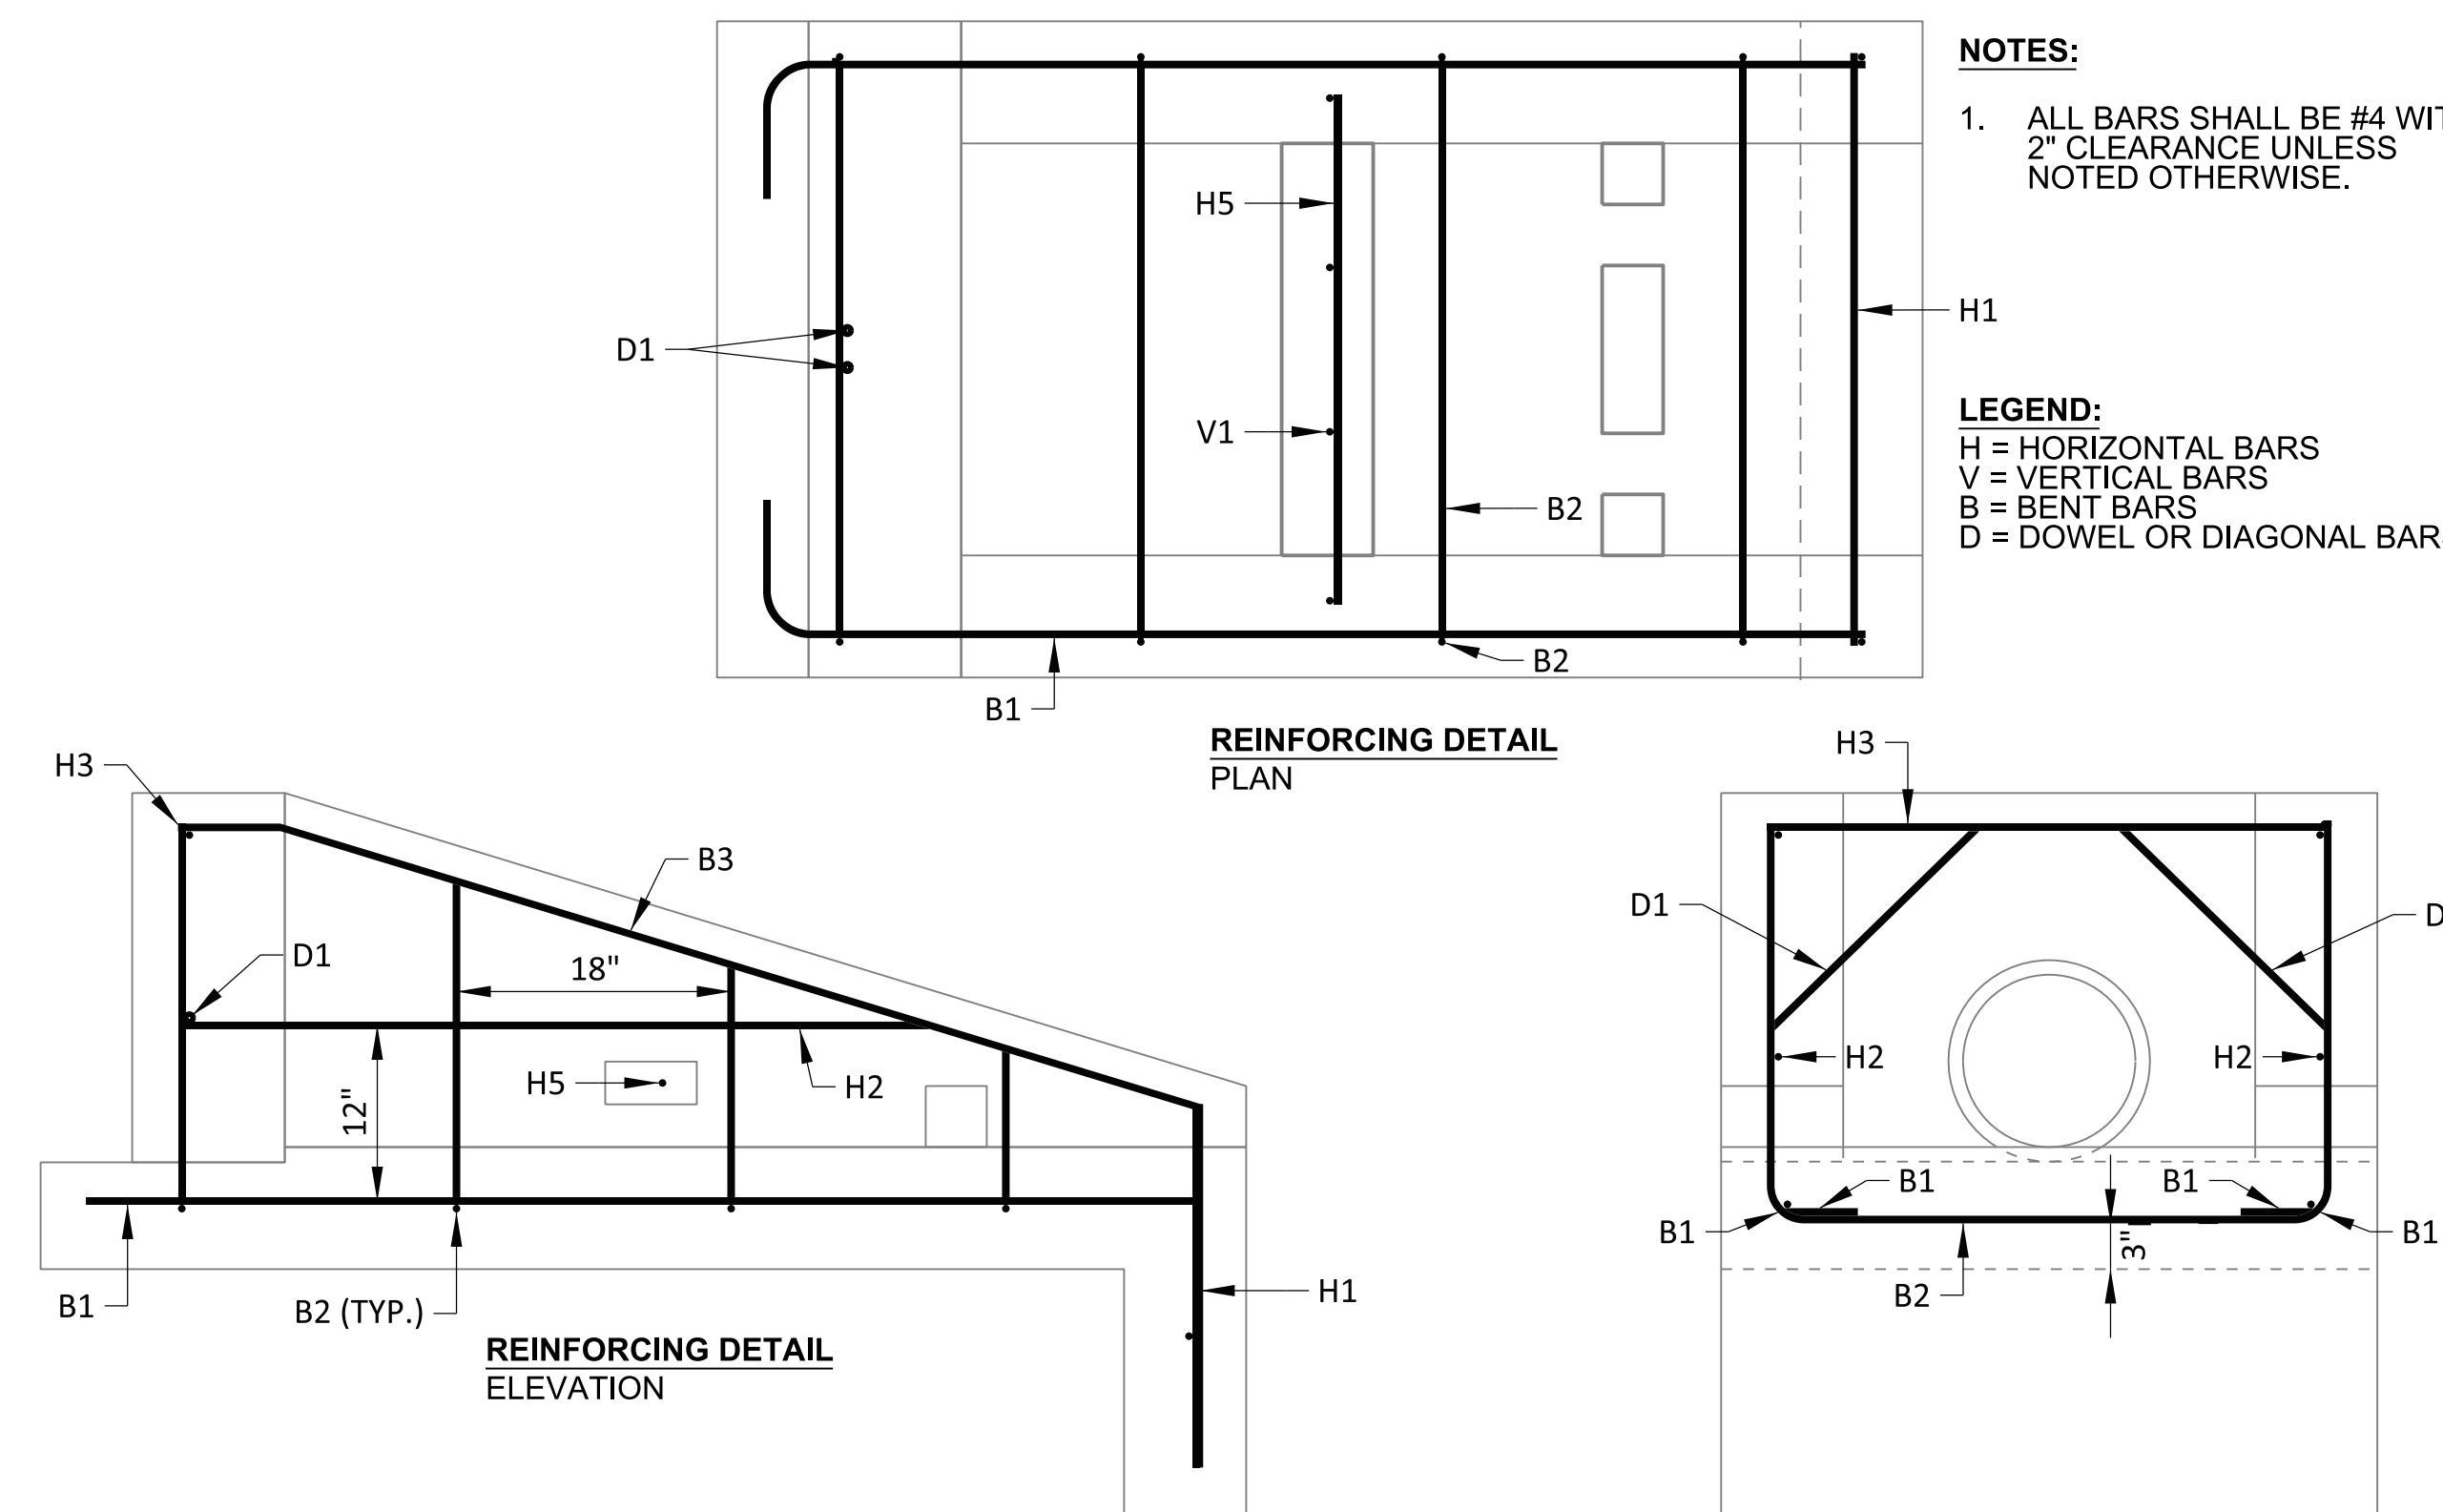 NOTES:
1. ALL BARS SHALL BE #4 WIT
2" CLEARANCE UNLESS
NOTED OTHERWISE.
H5
H1
D1
LEGEND:
V1
H = HORIZONTAL BARS
V = VERTICAL BARS
B = BENT BARS
D = DOWEL OR DIAGONAL BAR
B2
B2
B1
REINFORCING DETAIL
PLAN
H3
B3
D1
18"
H5
H2
12"
B1
B2 (TYP.)
H1
REINFORCING DETAIL
ELEVATION
H3
D1
D
H2
H2
B1
B1
B1
B1
3"
B2